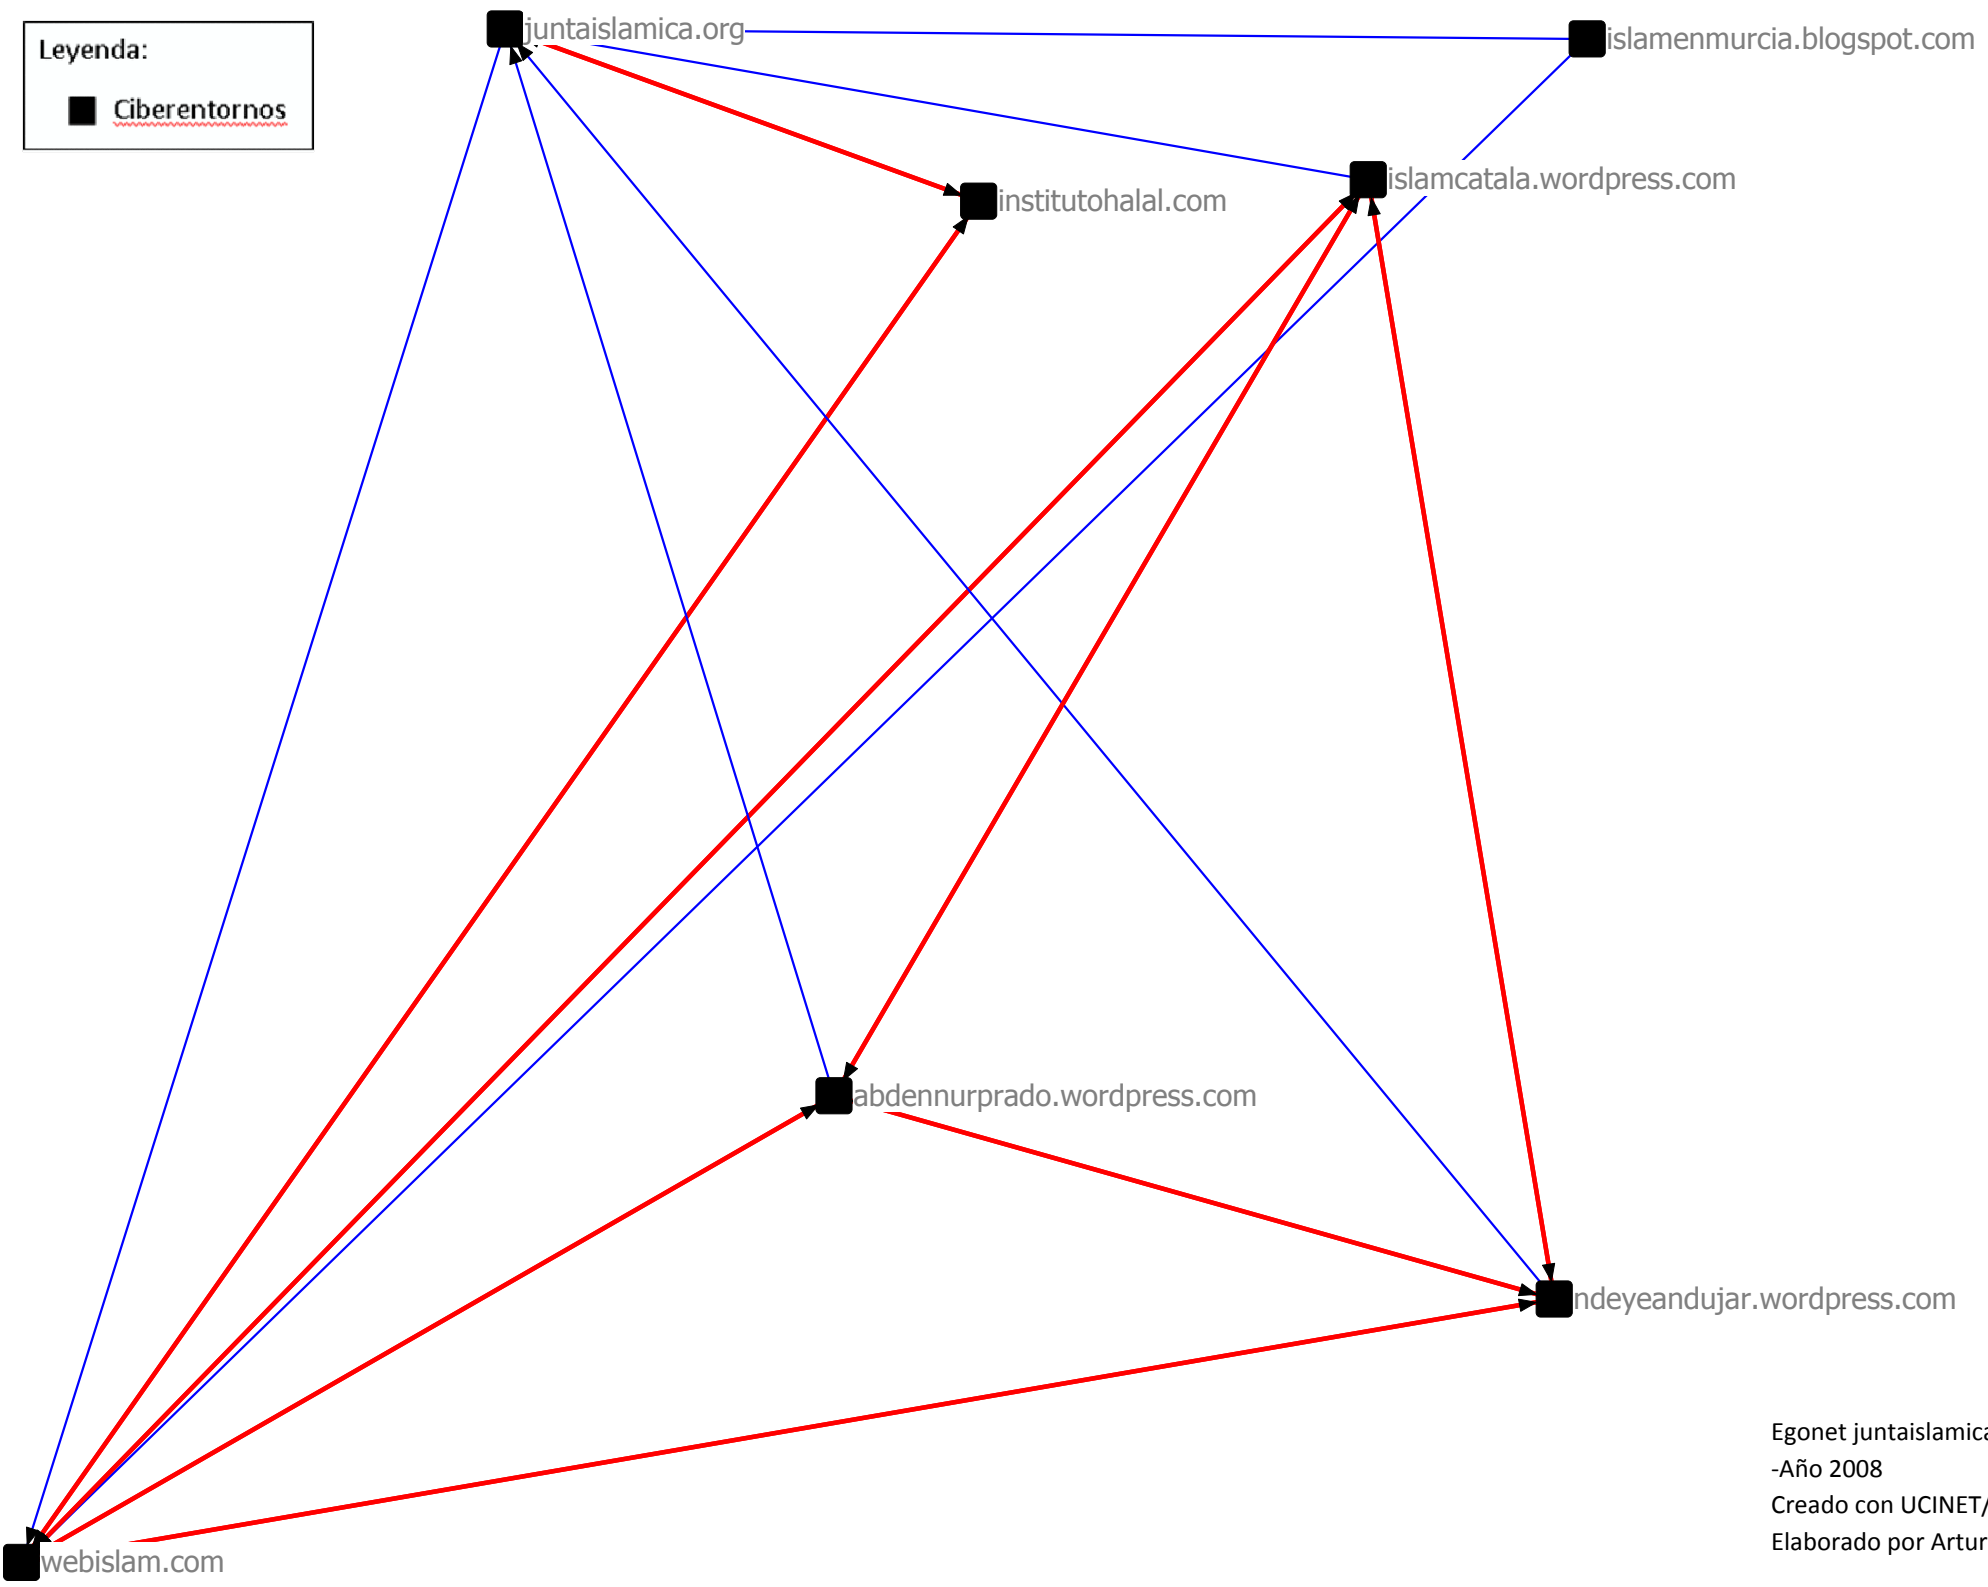 Leyenda:
Ciberentornos
juntaislamica.org
islamenmurcia.blogspot.com
islamcatala.wordpress.com
institutohalal.com
abdennurprado.wordpress.com
ndeyeandujar.wordpress.com
webislam.com
Egonet juntaislamica
-Año 2008
Creado con UCINET/
Elaborado por Artur